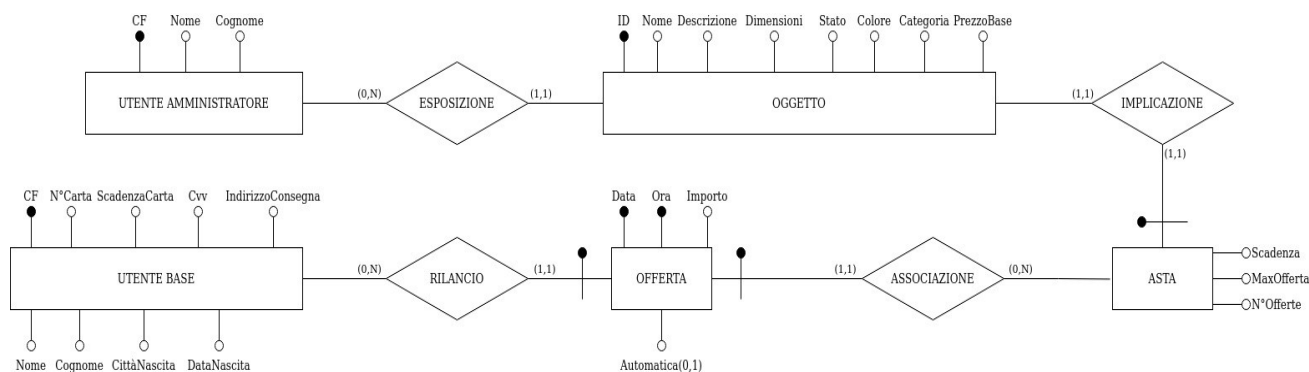 CF Nome Cognome ID Nome Descrizione Dimensioni Stato Colore Categoria PrezzoBase
UTENTE AMMINISTRATORE (0,N) ESPOSIZIONE (1,1) OGGETTO (1,1) IMPLICAZIONE
(1,1)
CF N°Carta ScadenzaCarta Cvv IndirizzoConsegna Data Ora Importo
UTENTE BASE (0,N) RILANCIO (1,1) OFFERTA (1,1) ASSOCIAZIONE (0,N) ASTA
Scadenza
MaxOfferta
N°Offerte
Nome Cognome CittàNascita DataNascita Automatica(0,1)